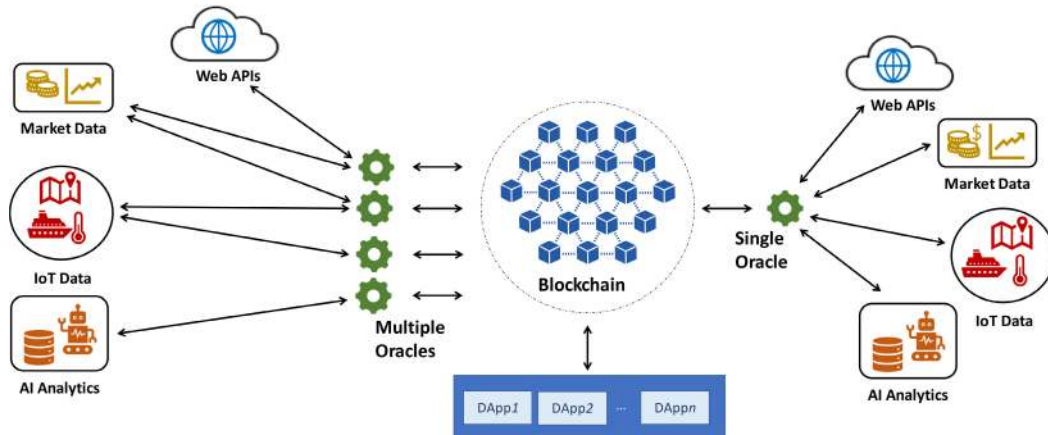 Web APIs
Market Data
IoT Data
AI Analytics
Multiple
Oracles
Blockchain
DApp1
DApp2
...
DAppn
Single
Oracle
Web APIs
$
Market Data
IoT Data
AI Analytics